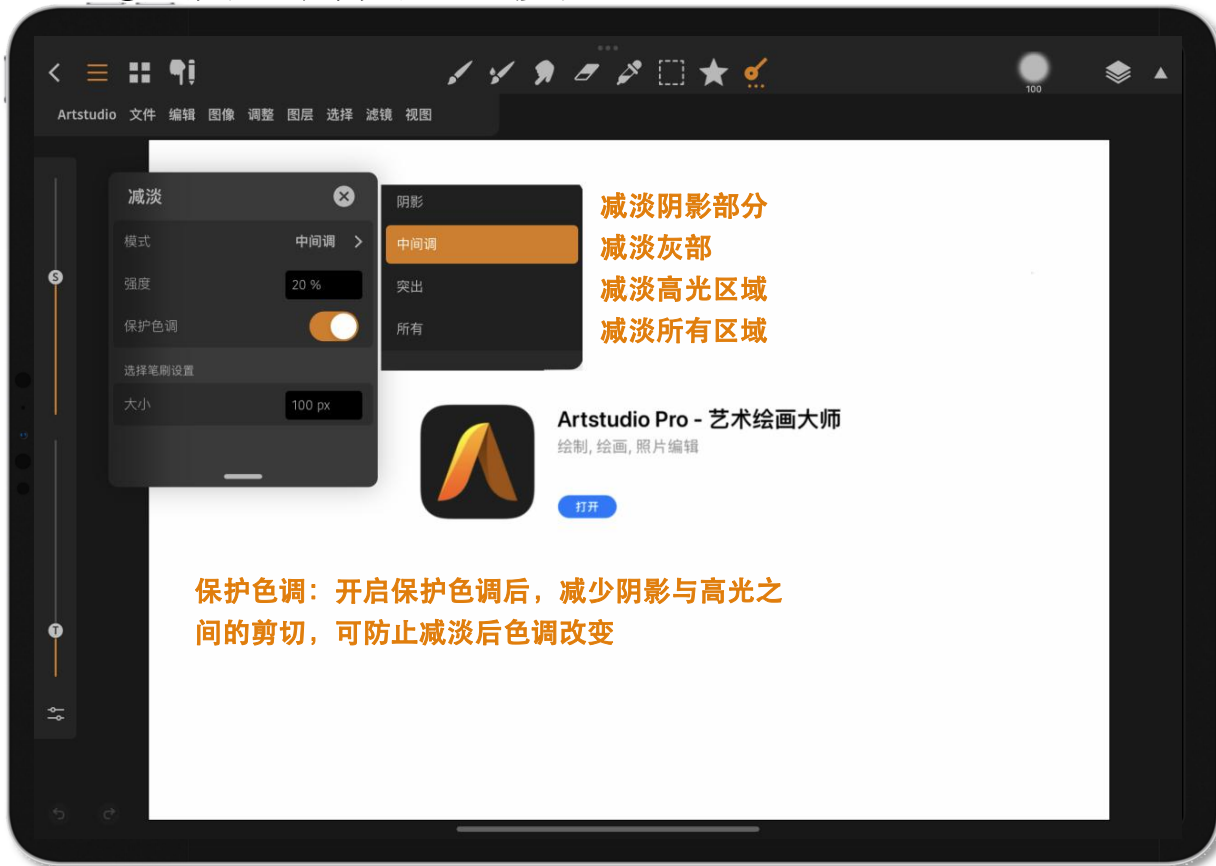 100
Artstudio 文件 编辑 图像 调整 图层 选择 滤镜 视图
减淡
模式 中间调
强度 20 %
保护色调
选择笔刷设置
大小 100 px
阴影
中间调
突出
所有
减淡阴影部分
减淡灰部
减淡高光区域
减淡所有区域
S
T
Artstudio Pro - 艺术绘画大师
绘制, 绘画, 照片编辑
打开
保护色调：开启保护色调后，减少阴影与高光之
间的剪切，可防止减淡后色调改变